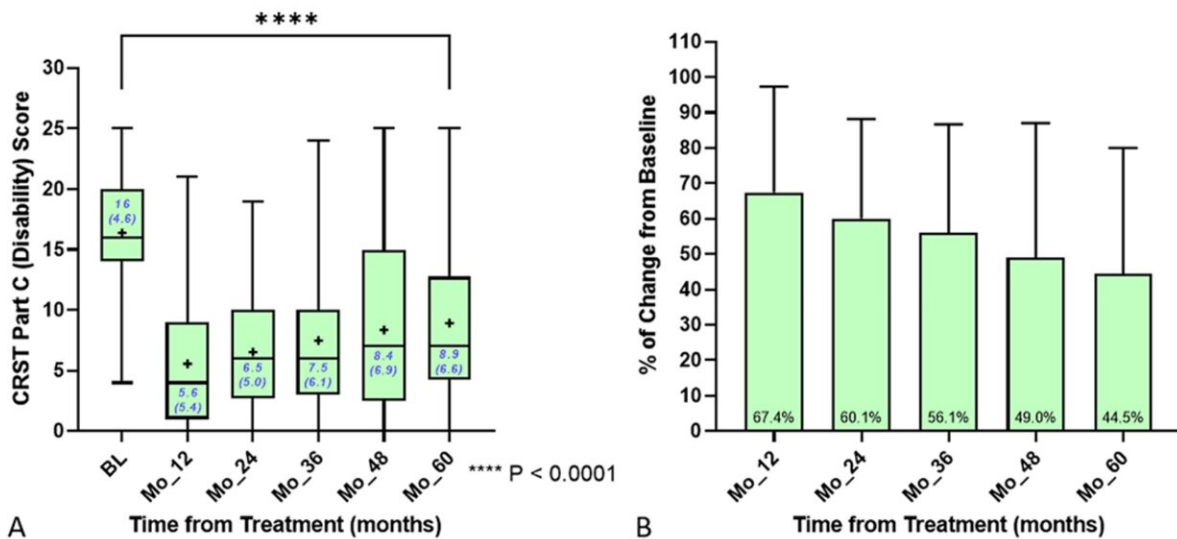 ****
CRST Part C (Disability) Score
30
25
20
15
10
5
0
16
(4.6)
5.6
(5.4)
6.5
(5.0)
7.5
(6.1)
8.4
(6.9)
8.9
(6.6)
BL
Mo_12
Mo_24
Mo_36
Mo_48
Mo_60
**** P < 0.0001
A
Time from Treatment (months)
% of Change from Baseline
110
100
90
80
70
60
50
40
30
20
10
0
67.4%
60.1%
56.1%
49.0%
44.5%
Mo_12
Mo_24
Mo_36
Mo_48
Mo_60
B
Time from Treatment (months)